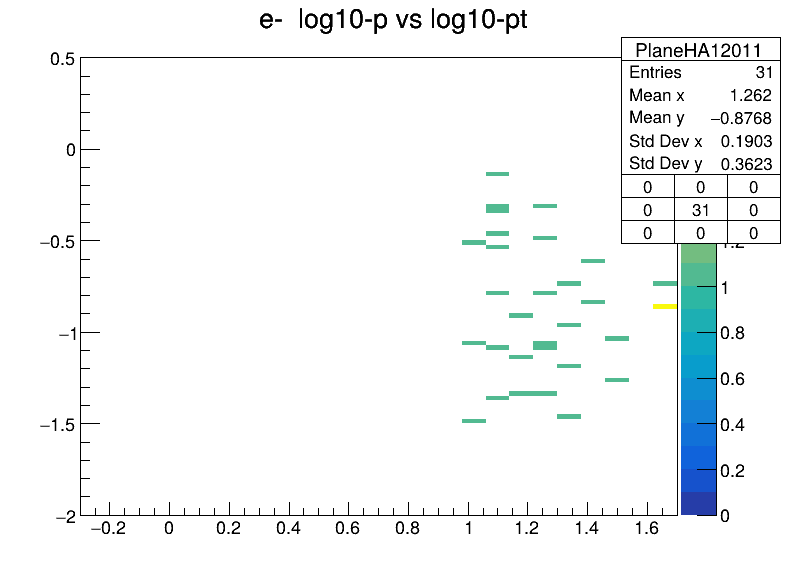 e-  log10-p vs log10-pt
PlaneHA12011
Entries 31
Mean x 1.262
Mean y −0.8768
Std Dev x 0.1903
Std Dev y 0.3623
0 0 0
0 31 0
0 0 0
0.5
0
−0.5
−1
−1.5
−2
−0.2 0 0.2 0.4 0.6 0.8 1 1.2 1.4 1.6
1.2
1
0.8
0.6
0.4
0.2
0